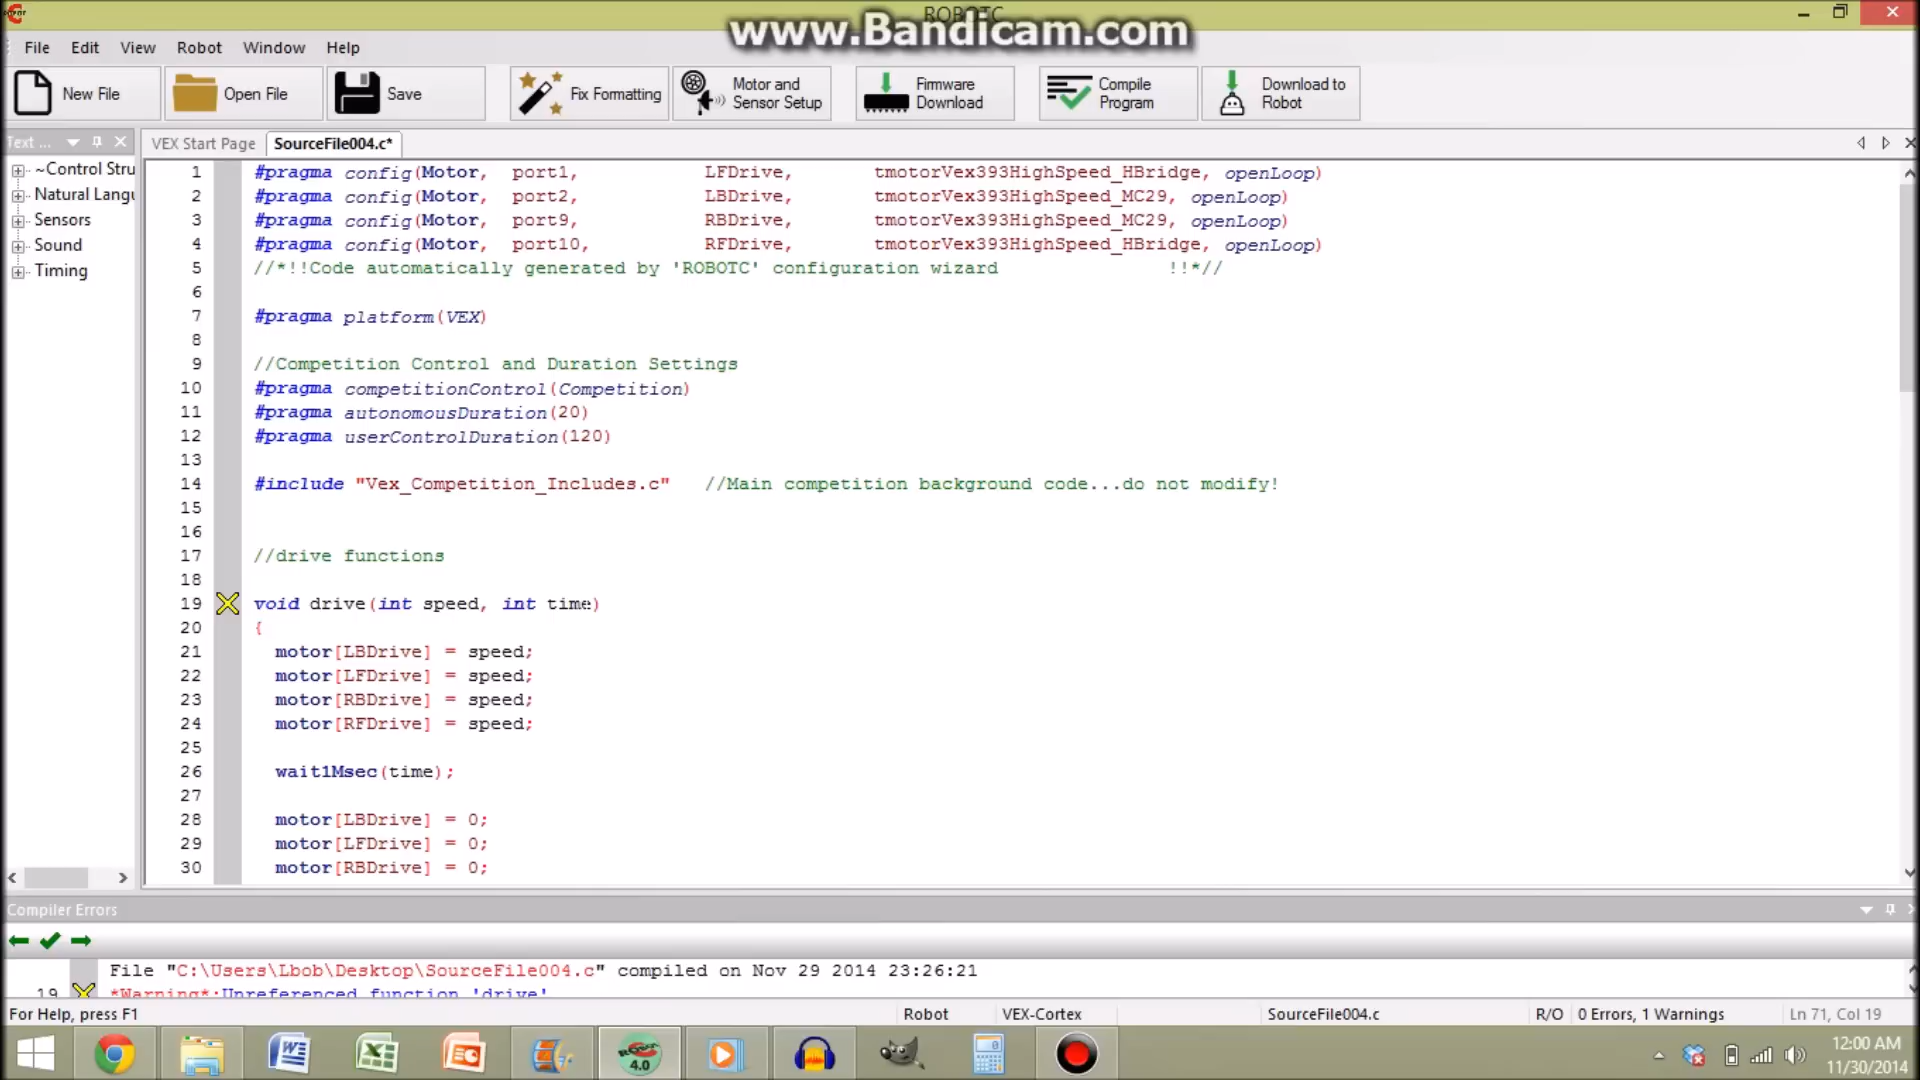 ROBOTC
www.Bandicam.com
File Edit View Robot Window Help
New File
Open File
Save
Fix Formatting
Motor and Sensor Setup
Firmware Download
Compile Program
Download to Robot
Text ...
VEX Start Page
SourceFile004.c*
~Control Stru
Natural Langu
Sensors
Sound
Timing
1 #pragma config(Motor, port1, LFDrive, tmotorVex393HighSpeed_HBridge, openLoop)
2 #pragma config(Motor, port2, LBDrive, tmotorVex393HighSpeed_MC29, openLoop)
3 #pragma config(Motor, port9, RBDrive, tmotorVex393HighSpeed_MC29, openLoop)
4 #pragma config(Motor, port10, RFDrive, tmotorVex393HighSpeed_HBridge, openLoop)
5 //*!!Code automatically generated by 'ROBOTC' configuration wizard !!*//
6
7 #pragma platform(VEX)
8
9 //Competition Control and Duration Settings
10 #pragma competitionControl(Competition)
11 #pragma autonomousDuration(20)
12 #pragma userControlDuration(120)
13
14 #include "Vex_Competition_Includes.c" //Main competition background code...do not modify!
15
16
17 //drive functions
18
19 void drive(int speed, int time)
20 {
21 motor[LBDrive] = speed;
22 motor[LFDrive] = speed;
23 motor[RBDrive] = speed;
24 motor[RFDrive] = speed;
25
26 wait1Msec(time);
27
28 motor[LBDrive] = 0;
29 motor[LFDrive] = 0;
30 motor[RBDrive] = 0;
Compiler Errors
File "C:\Users\Lbob\Desktop\SourceFile004.c" compiled on Nov 29 2014 23:26:21
19 *Warning*:Unreferenced function 'drive'
For Help, press F1
Robot
VEX-Cortex
SourceFile004.c
R/O
0 Errors, 1 Warnings
Ln 71, Col 19
4.0
12:00 AM
11/30/2014